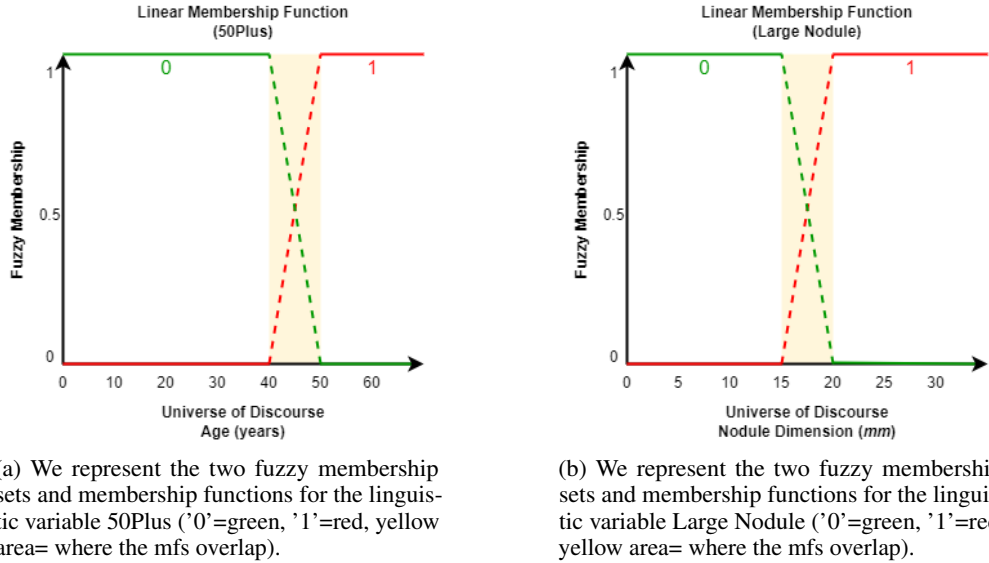 Linear Membership Function
(50Plus)
0
1
1
0.5
0
Fuzzy Membership
0 10 20 30 40 50 60
Universe of Discourse
Age (years)
(a) We represent the two fuzzy membership
sets and membership functions for the linguis-
tic variable 50Plus ('0'=green, '1'=red, yellow
area= where the mfs overlap).
Linear Membership Function
(Large Nodule)
0
1
1
0.5
0
Fuzzy Membership
0 5 10 15 20 25 30
Universe of Discourse
Nodule Dimension (mm)
(b) We represent the two fuzzy membershi
sets and membership functions for the lingui
tic variable Large Nodule ('0'=green, '1'=re
yellow area= where the mfs overlap).